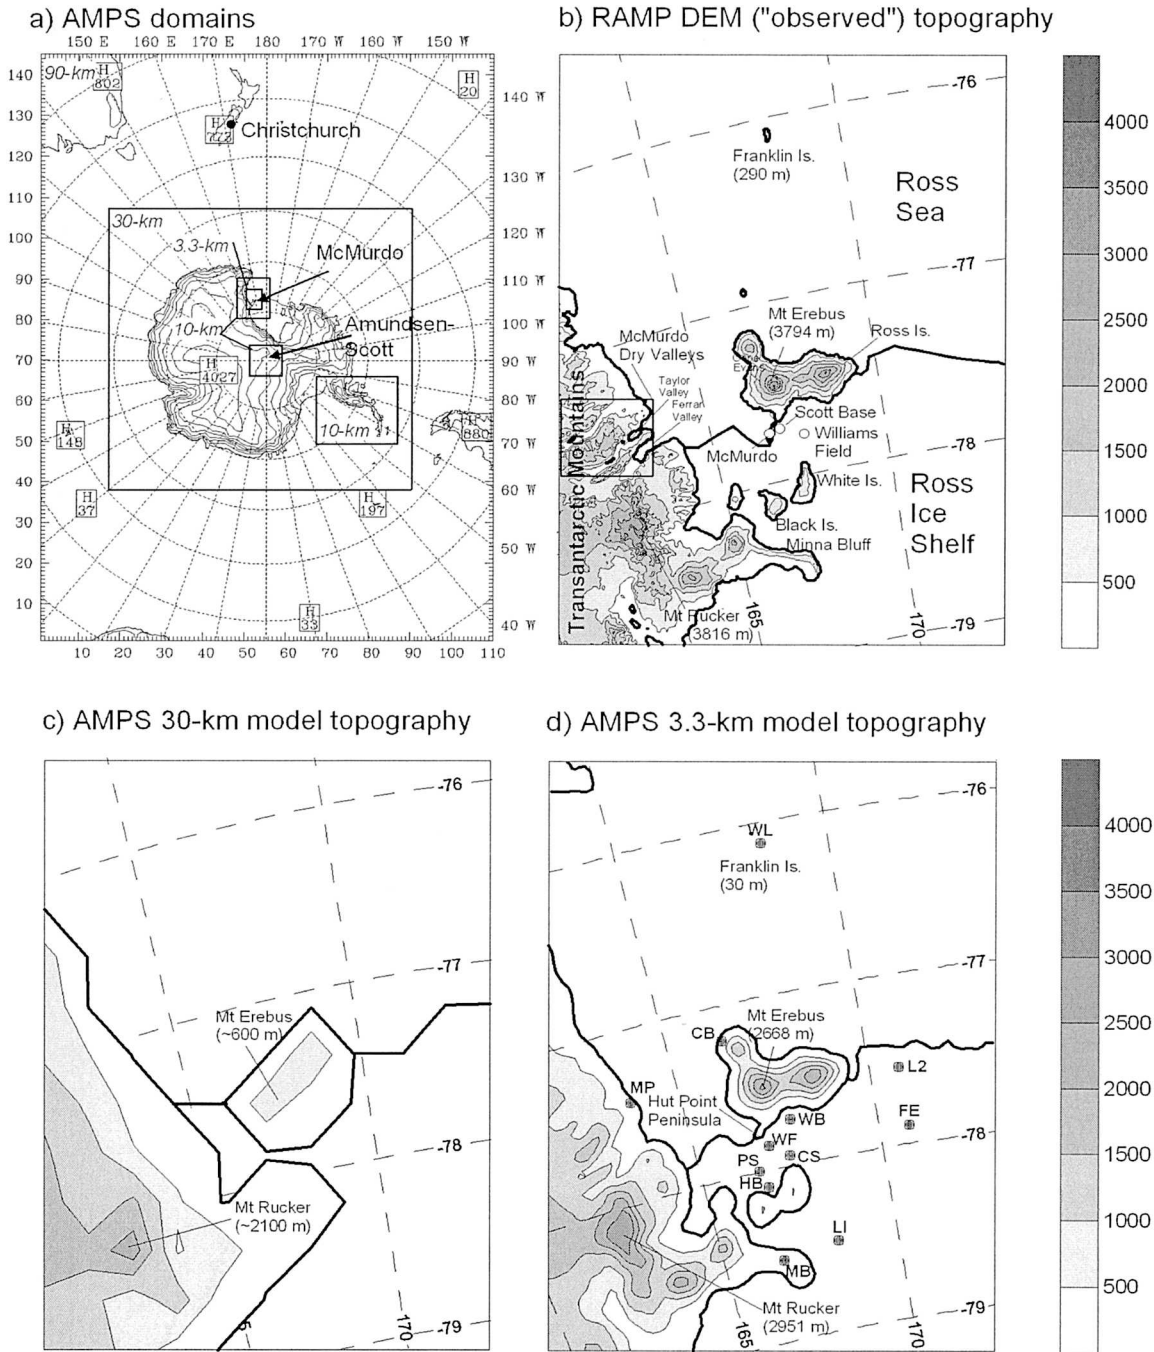 a) AMPS domains
150 E 160 E 170 E 180 170 W 160 W 150 W
140
130
120
110
100
90
80
70
60
50
40
30
20
10
10 20 30 40 50 60 70 80 90 100 110
140 W
130 W
120 W
110 W
100 W
90 W
80 W
70 W
60 W
50 W
40 W
90-km
H
802
H
20
H
773
Christchurch
30-km
3.3-km
McMurdo
10-km
Amundsen-
Scott
H
4027
10-km
H
148
H
880
H
37
H
197
H
33
b) RAMP DEM ("observed") topography
-76
Franklin Is.
(290 m)
Ross
Sea
-77
Mt Erebus
(3794 m)
Ross Is.
McMurdo
Dry Valleys
Taylor
Valley
Ferrar
Valley
Scott Base
Williams
Field
-78
McMurdo
White Is.
Black Is.
Minna Bluff
Ross
Ice
Shelf
Transantarctic Mountains
Mt Rucker
(3816 m)
165
170
-79
4000
3500
3000
2500
2000
1500
1000
500
c) AMPS 30-km model topography
-76
-77
Mt Erebus
(~600 m)
-78
Mt Rucker
(~2100 m)
170
-79
d) AMPS 3.3-km model topography
-76
WL
Franklin Is.
(30 m)
-77
Mt Erebus
(2668 m)
CB
L2
MP
Hut Point
Peninsula
WB
FE
-78
WF
PS
CS
HB
LI
MB
Mt Rucker
(2951 m)
165
170
-79
4000
3500
3000
2500
2000
1500
1000
500